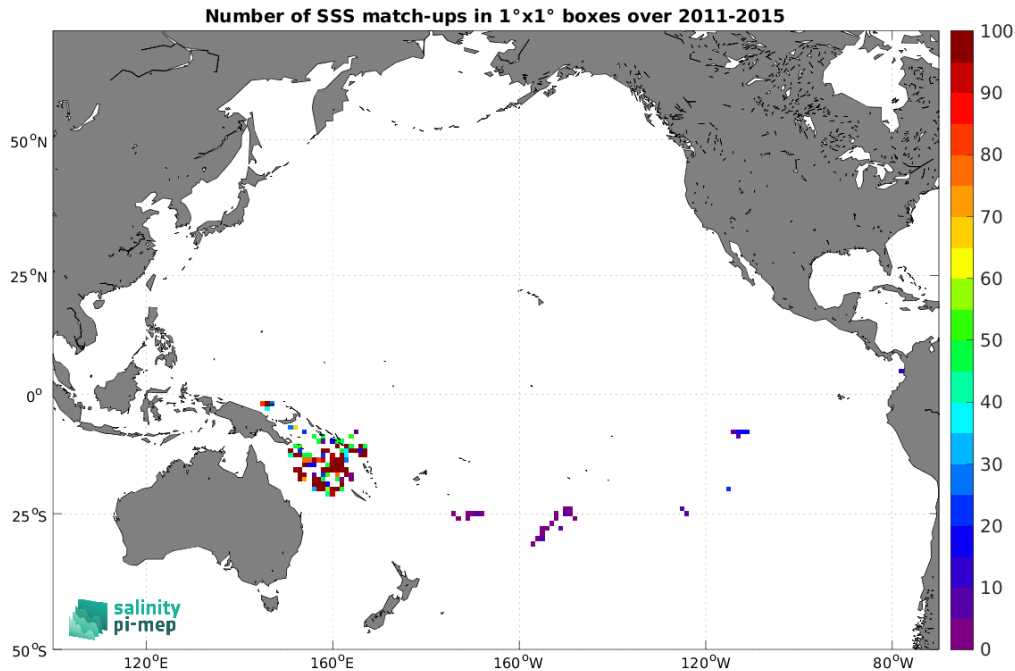 Number of SSS match-ups in 1°x1° boxes over 2011-2015
100
90
80
70
60
50
40
30
20
10
0
50°N
25°N
0°
25°S
50°S
120°E
160°E
160°W
120°W
80°W
salinity
pi-mep